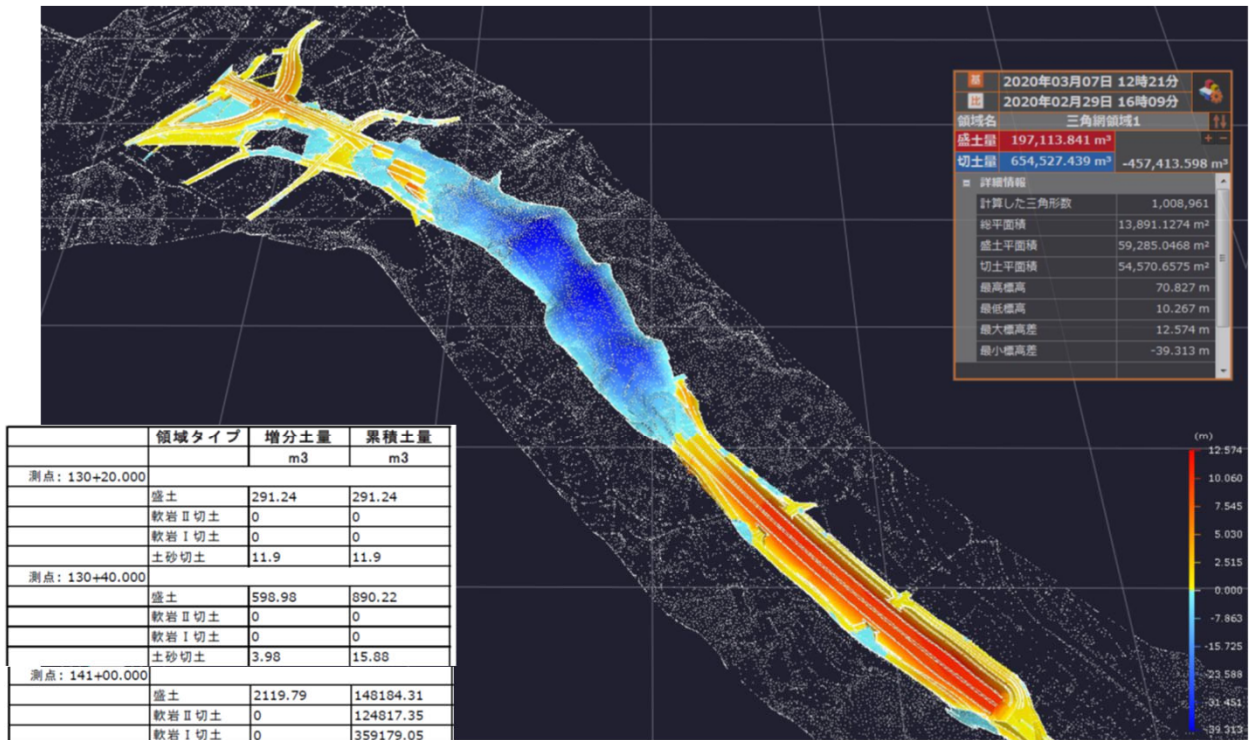 基 2020年03月07日 12時21分
比 2020年02月29日 16時09分
領域名 三角網領域1
盛土量 197,113.841 m³
切土量 654,527.439 m³ -457,413.598 m³
詳細情報
計算した三角形数 1,008,961
総平面積 13,891.1274 m²
盛土平面積 59,285.0468 m²
切土平面積 54,570.6575 m²
最高標高 70.827 m
最低標高 10.267 m
最大標高差 12.574 m
最小標高差 -39.313 m
(m)
12.574
10.060
7.545
5.030
2.515
0.000
-7.863
-15.725
-23.588
-31.451
-39.313
領域タイプ 増分土量 累積土量
m3 m3
測点: 130+20.000
盛土 291.24 291.24
軟岩Ⅱ切土 0 0
軟岩Ⅰ切土 0 0
土砂切土 11.9 11.9
測点: 130+40.000
盛土 598.98 890.22
軟岩Ⅱ切土 0 0
軟岩Ⅰ切土 0 0
土砂切土 3.98 15.88
測点: 141+00.000
盛土 2119.79 148184.31
軟岩Ⅱ切土 0 124817.35
軟岩Ⅰ切土 0 359179.05